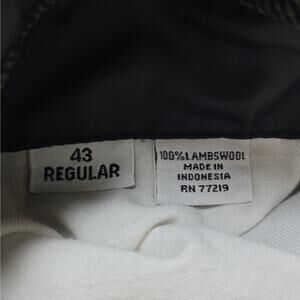 43
REGULAR
100% LAMBSWOOL
MADE IN
INDONESIA
RN 77219